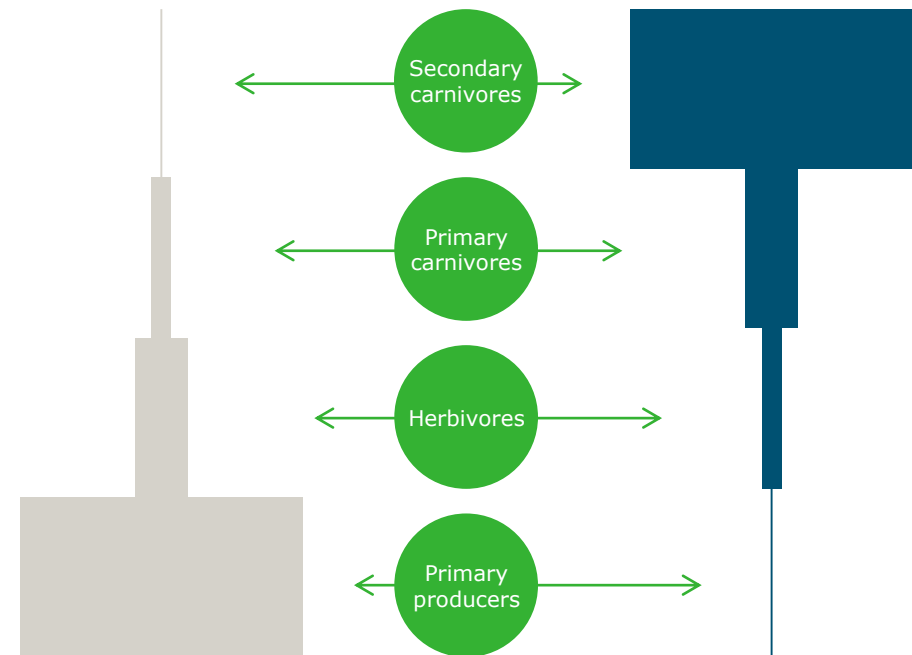 Secondary
carnivores
Primary
carnivores
Herbivores
Primary
producers